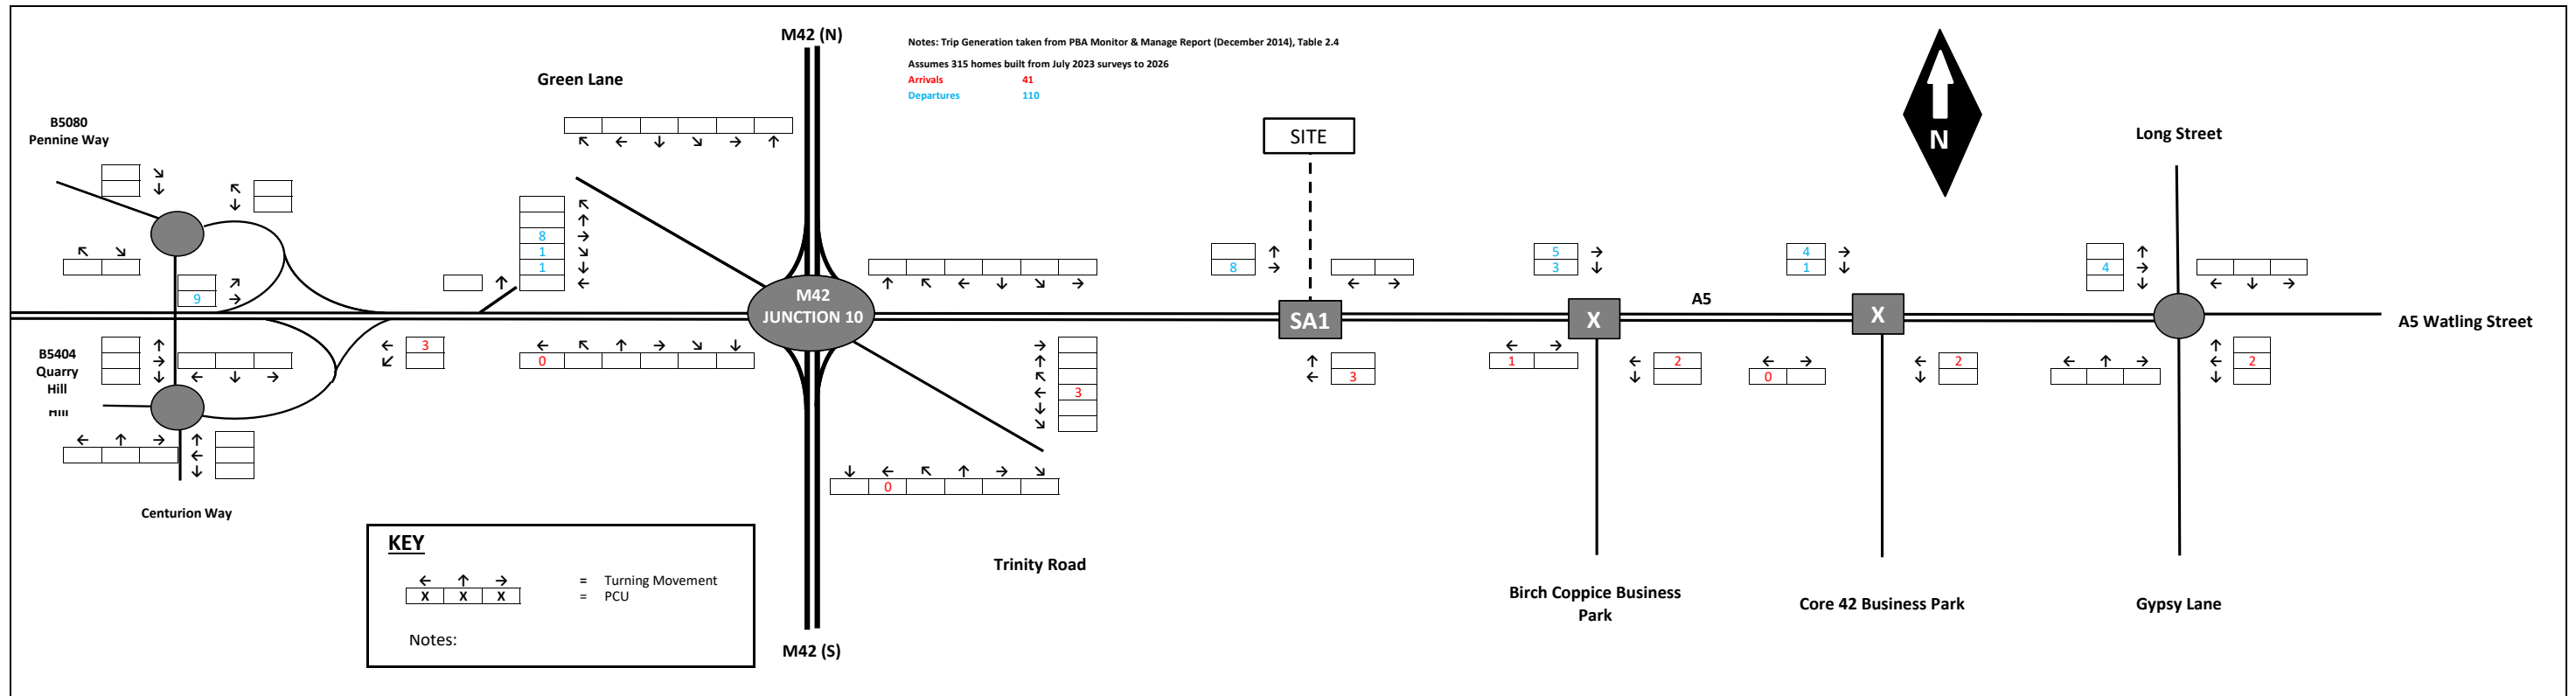 M42 (N)
Notes: Trip Generation taken from PBA Monitor & Manage Report (December 2014), Table 2.4
Assumes 315 homes built from July 2023 surveys to 2026
Arrivals 41
Departures 110
Green Lane
B5080
Pennine Way
SITE
N
Long Street
↖ ← ↓ ↘ → ↑
↘
↓
↖
↓
↖ ↘
↗
9 →
↖
↑
8 →
1 ↘
1 ↓
←
↑
↑ ↖ ← ↓ ↘ →
↑
8 →
← →
5 →
3 ↓
4 →
1 ↓
↑
4 →
↓
← ↓ →
M42
JUNCTION 10
SA1
X
A5
X
A5 Watling Street
B5404
Quarry
Hill
Hill
↑
→
↓
← ↓ →
← 3
↙
← ↖ ↑ → ↘ ↓
0
→
↑
↖
← 3
↓
↘
↑
← 3
← →
1
← 2
↓
← →
0
← 2
↓
← ↑ →
↑
← 2
↓
← ↑ →
↑
←
↓
↓ ← ↖ ↑ → ↘
0
Centurion Way
Trinity Road
Birch Coppice Business
Park
Core 42 Business Park
Gypsy Lane
KEY
← ↑ →
X X X
= Turning Movement
= PCU
Notes:
M42 (S)